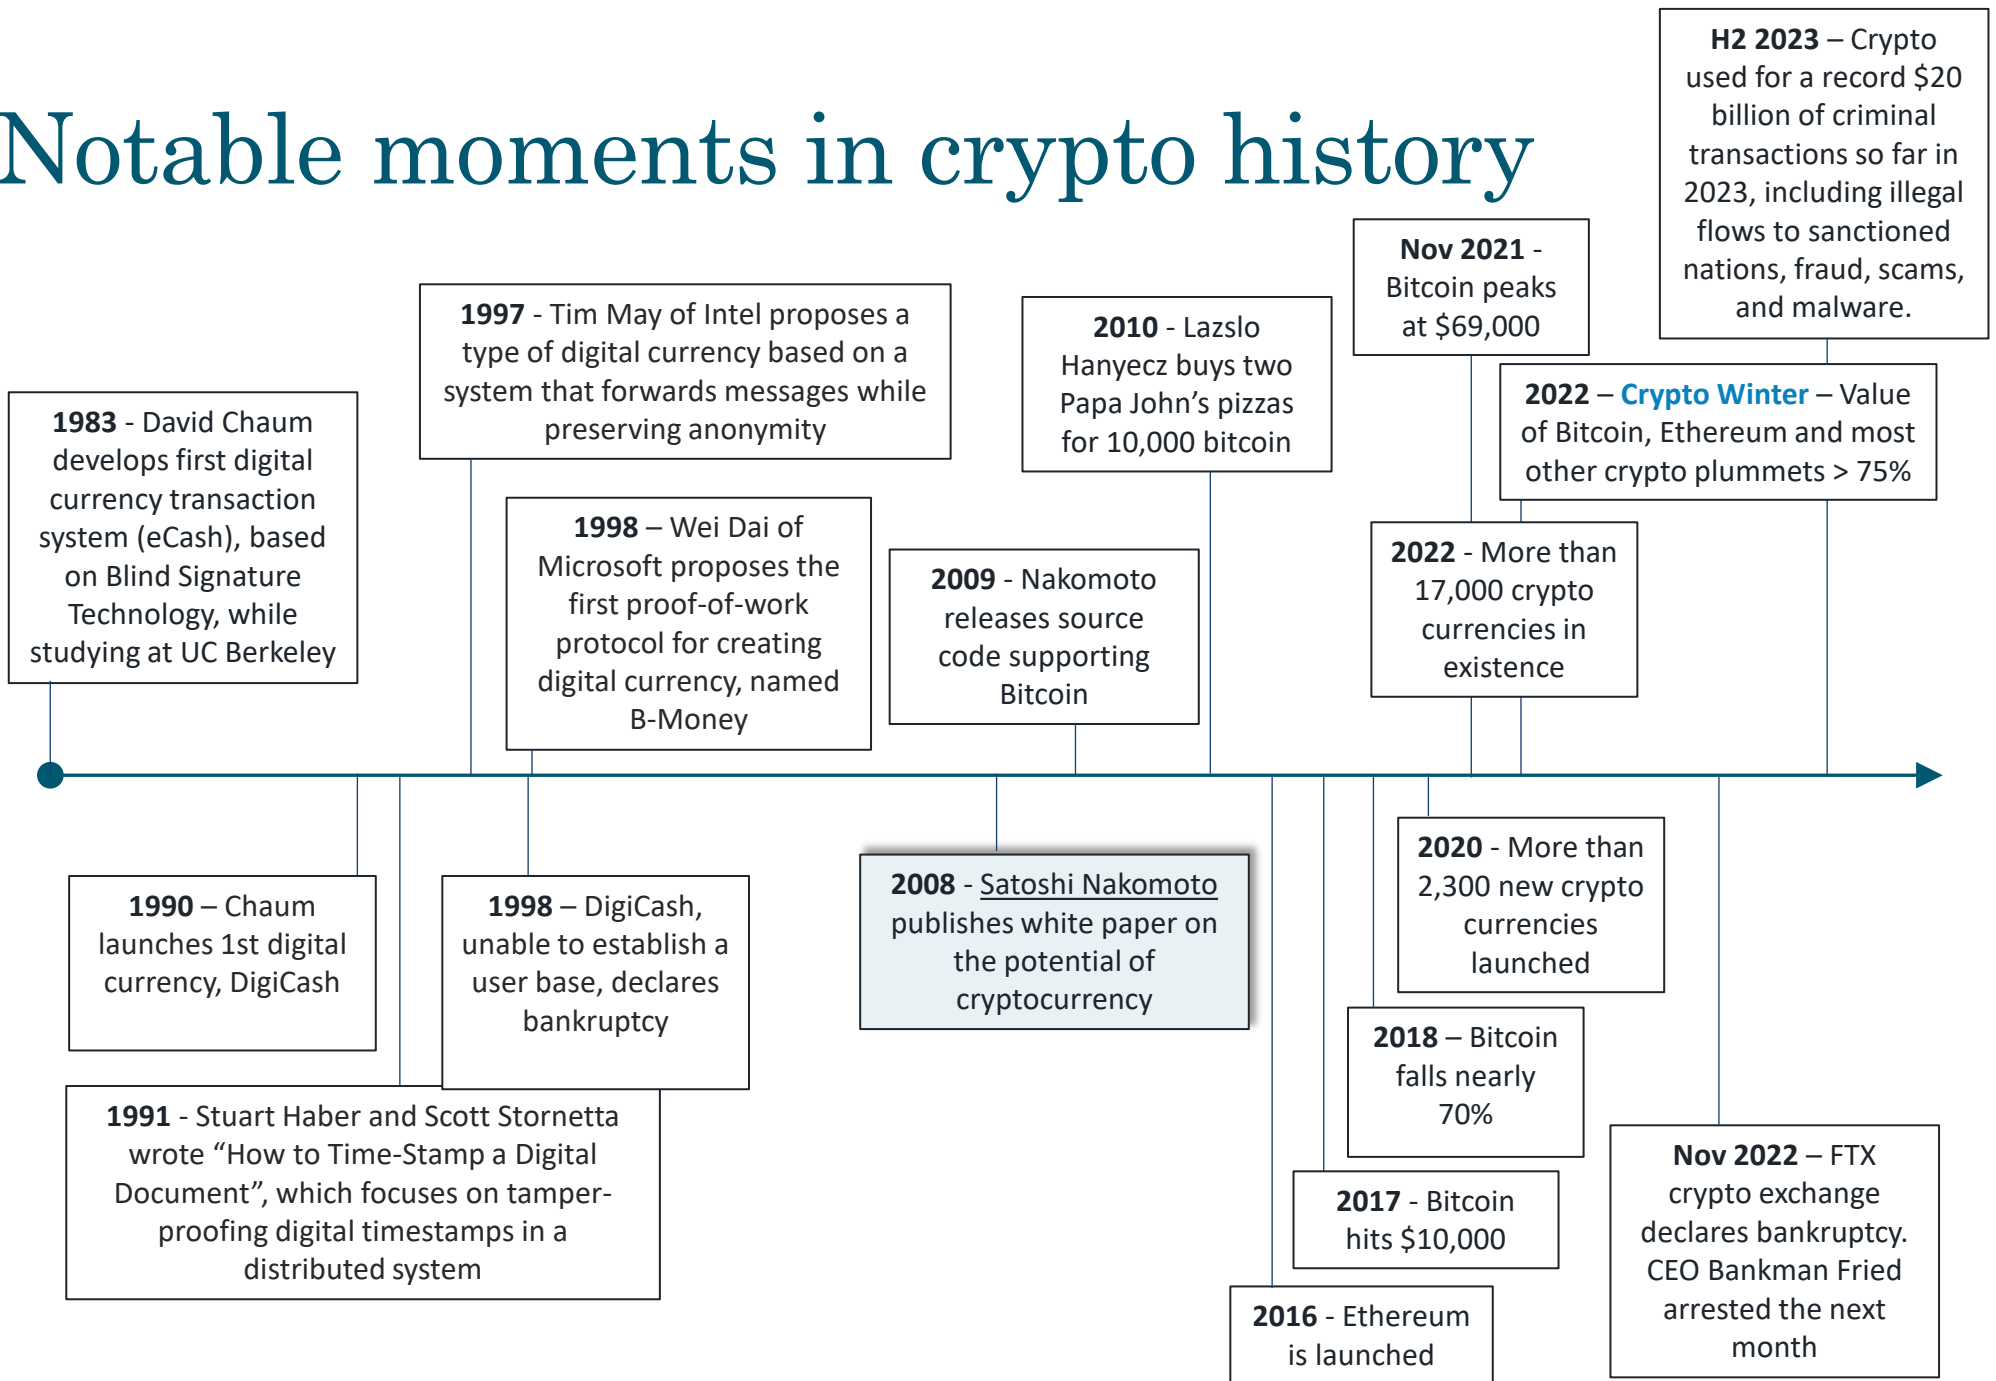 Notable moments in crypto history
H2 2023 – Crypto
used for a record $20
billion of criminal
transactions so far in
2023, including illegal
flows to sanctioned
nations, fraud, scams,
and malware.
Nov 2021 -
Bitcoin peaks
at $69,000
1997 - Tim May of Intel proposes a
type of digital currency based on a
system that forwards messages while
preserving anonymity
2010 - Lazslo
Hanyecz buys two
Papa John’s pizzas
for 10,000 bitcoin
2022 – Crypto Winter – Value
of Bitcoin, Ethereum and most
other crypto plummets > 75%
1983 - David Chaum
develops first digital
currency transaction
system (eCash), based
on Blind Signature
Technology, while
studying at UC Berkeley
1998 – Wei Dai of
Microsoft proposes the
first proof-of-work
protocol for creating
digital currency, named
B-Money
2009 - Nakomoto
releases source
code supporting
Bitcoin
2022 - More than
17,000 crypto
currencies in
existence
1990 – Chaum
launches 1st digital
currency, DigiCash
1998 – DigiCash,
unable to establish a
user base, declares
bankruptcy
2008 - Satoshi Nakomoto
publishes white paper on
the potential of
cryptocurrency
2020 - More than
2,300 new crypto
currencies
launched
2018 – Bitcoin
falls nearly
70%
1991 - Stuart Haber and Scott Stornetta
wrote “How to Time-Stamp a Digital
Document”, which focuses on tamper-
proofing digital timestamps in a
distributed system
2017 - Bitcoin
hits $10,000
Nov 2022 – FTX
crypto exchange
declares bankruptcy.
CEO Bankman Fried
arrested the next
month
2016 - Ethereum
is launched